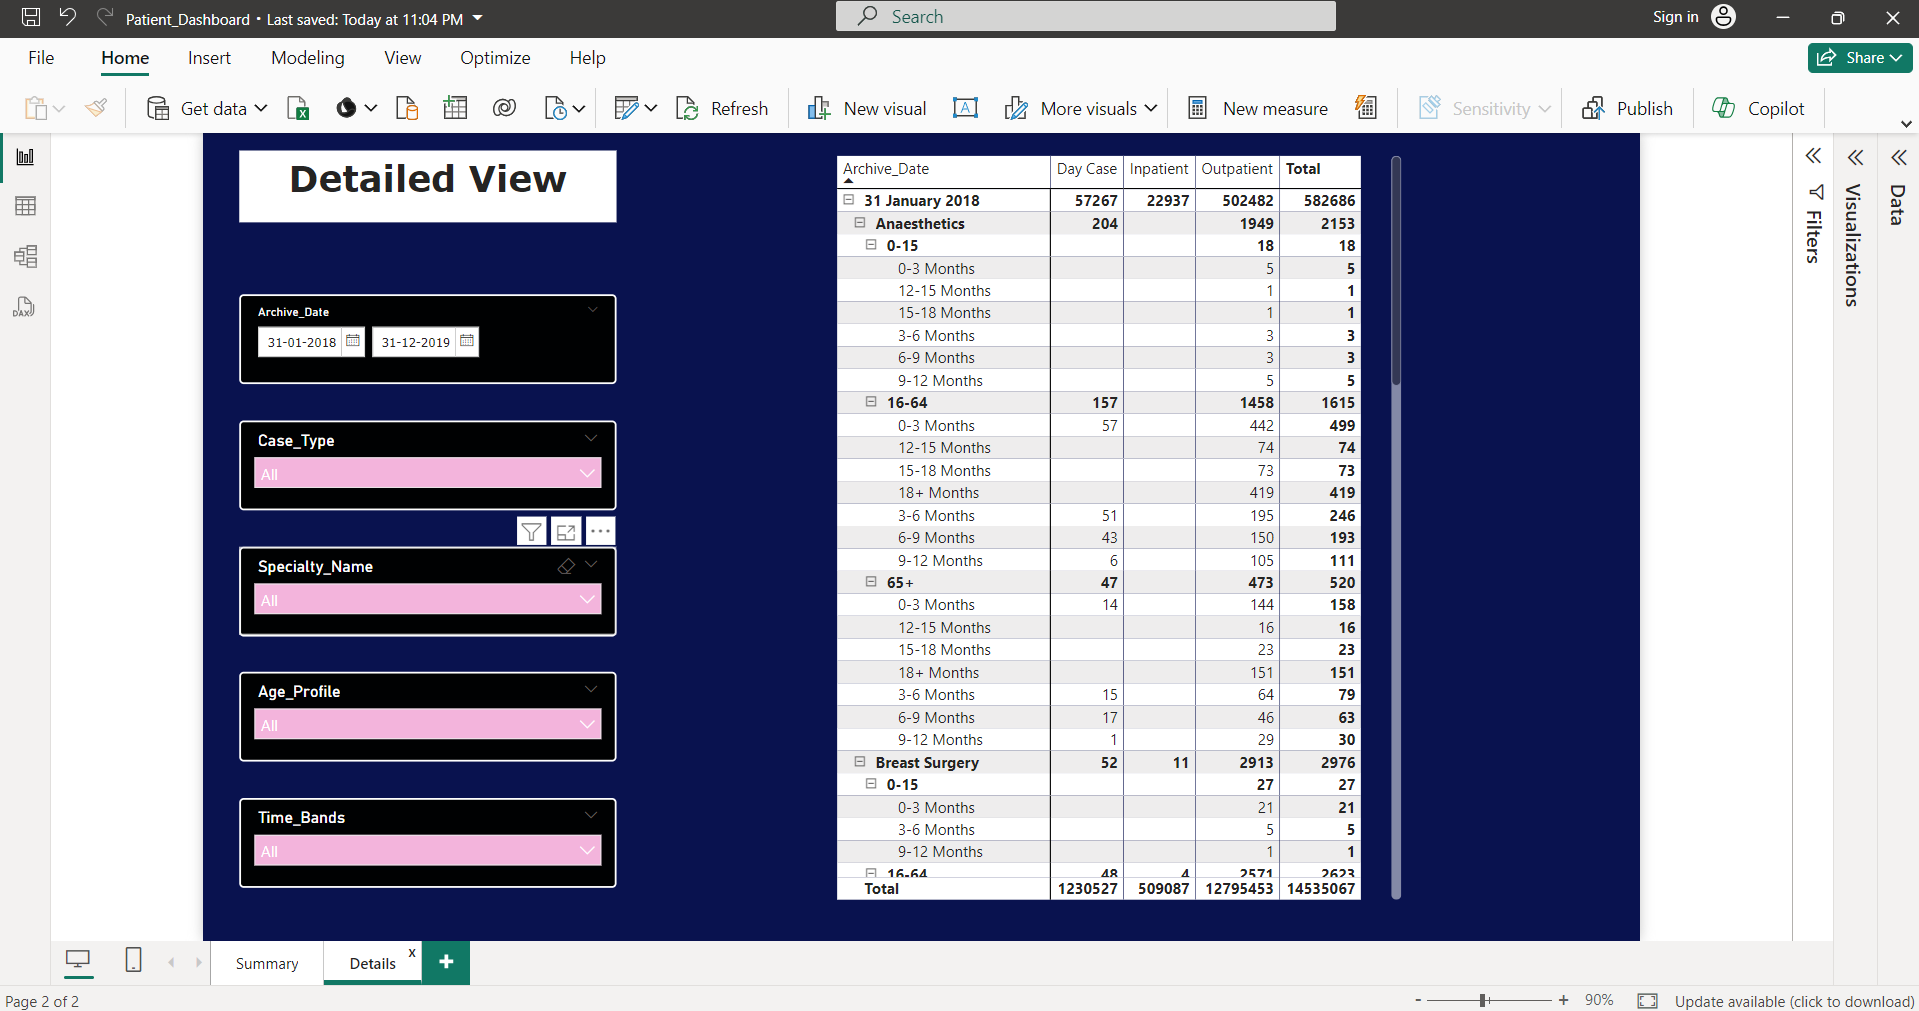 Patient_Dashboard • Last saved: Today at 11:04 PM
Search
Sign in
File Home Insert Modeling View Optimize Help
Share
Get data
Refresh
New visual
A
More visuals
New measure
Sensitivity
Publish
Copilot
Detailed View
Archive_Date
31-01-2018 31-12-2019
Case_Type
All
Specialty_Name
All
Age_Profile
All
Time_Bands
All
Archive_Date Day Case Inpatient Outpatient Total
31 January 2018 57267 22937 502482 582686
Anaesthetics 204 1949 2153
0-15 18 18
0-3 Months 5 5
12-15 Months 1 1
15-18 Months 1 1
3-6 Months 3 3
6-9 Months 3 3
9-12 Months 5 5
16-64 157 1458 1615
0-3 Months 57 442 499
12-15 Months 74 74
15-18 Months 73 73
18+ Months 419 419
3-6 Months 51 195 246
6-9 Months 43 150 193
9-12 Months 6 105 111
65+ 47 473 520
0-3 Months 14 144 158
12-15 Months 16 16
15-18 Months 23 23
18+ Months 151 151
3-6 Months 15 64 79
6-9 Months 17 46 63
9-12 Months 1 29 30
Breast Surgery 52 11 2913 2976
0-15 27 27
0-3 Months 21 21
3-6 Months 5 5
9-12 Months 1 1
16-64 48 4 2571 2623
Total 1230527 509087 12795453 14535067
Filters
Visualizations
Data
DAX
Summary
Details x
+
Page 2 of 2
- + 90%
Update available (click to download)